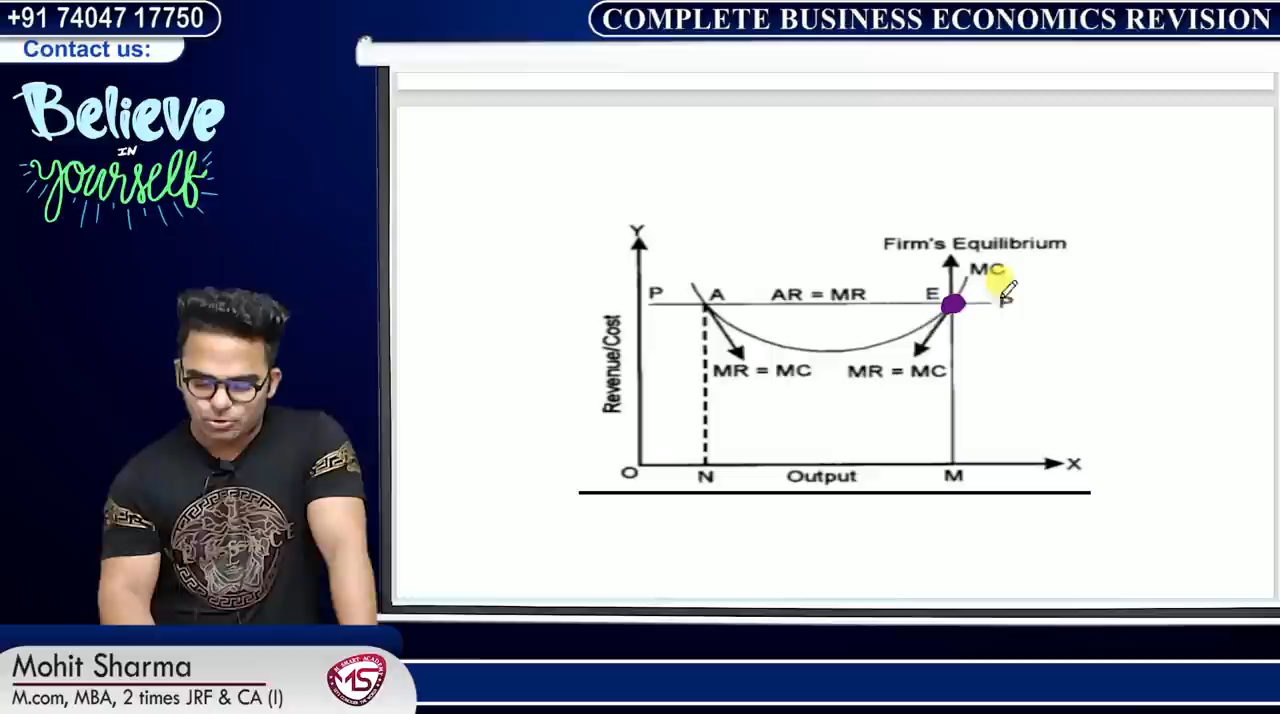 +91 74047 17750
Contact us:
COMPLETE BUSINESS ECONOMICS REVISION
Believe
IN
yourself
Y
Firm's Equilibrium
MC
P A AR = MR E P
Revenue/Cost
MR = MC MR = MC
O N Output M X
Mohit Sharma
M.com, MBA, 2 times JRF & CA (I)
MS